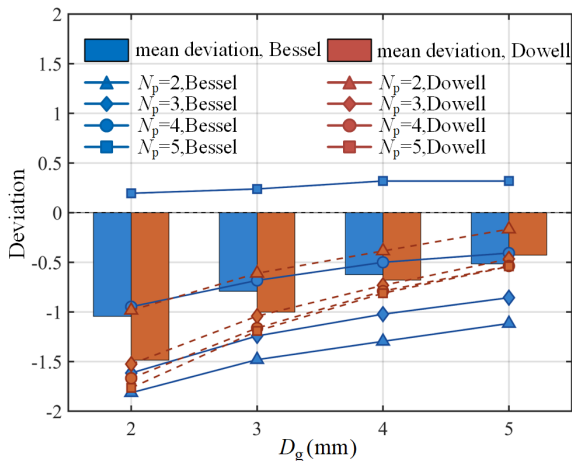 2
1.5
1
0.5
0
-0.5
-1
-1.5
-2
Deviation
mean deviation, Bessel
mean deviation, Dowell
Np=2,Bessel
Np=2,Dowell
Np=3,Bessel
Np=3,Dowell
Np=4,Bessel
Np=4,Dowell
Np=5,Bessel
Np=5,Dowell
2 3 4 5
Dg(mm)